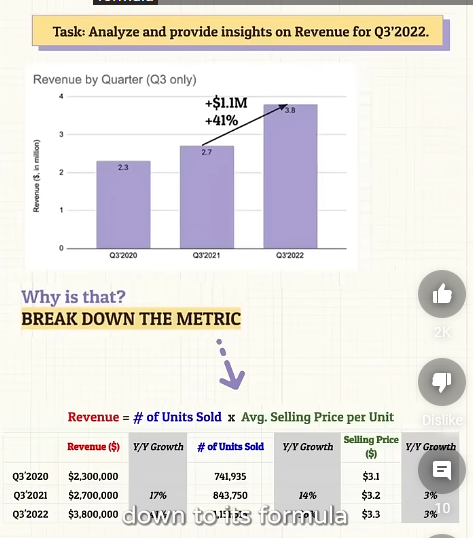 formula
Task: Analyze and provide insights on Revenue for Q3'2022.
Revenue by Quarter (Q3 only)
4
+$1.1M
+41%
3.8
3
2.7
2.3
2
1
0
Revenue ($, in million)
Q3'2020 Q3'2021 Q3'2022
Why is that?
BREAK DOWN THE METRIC
2K
Dislike
Revenue = # of Units Sold x Avg. Selling Price per Unit
Revenue ($) Y/Y Growth # of Units Sold Y/Y Growth Selling Price ($) Y/Y Growth
Q3'2020 $2,300,000 741,935 $3.1
Q3'2021 $2,700,000 17% 843,750 14% $3.2 3%
Q3'2022 $3,800,000 $3.3 3%
10
down to its formula